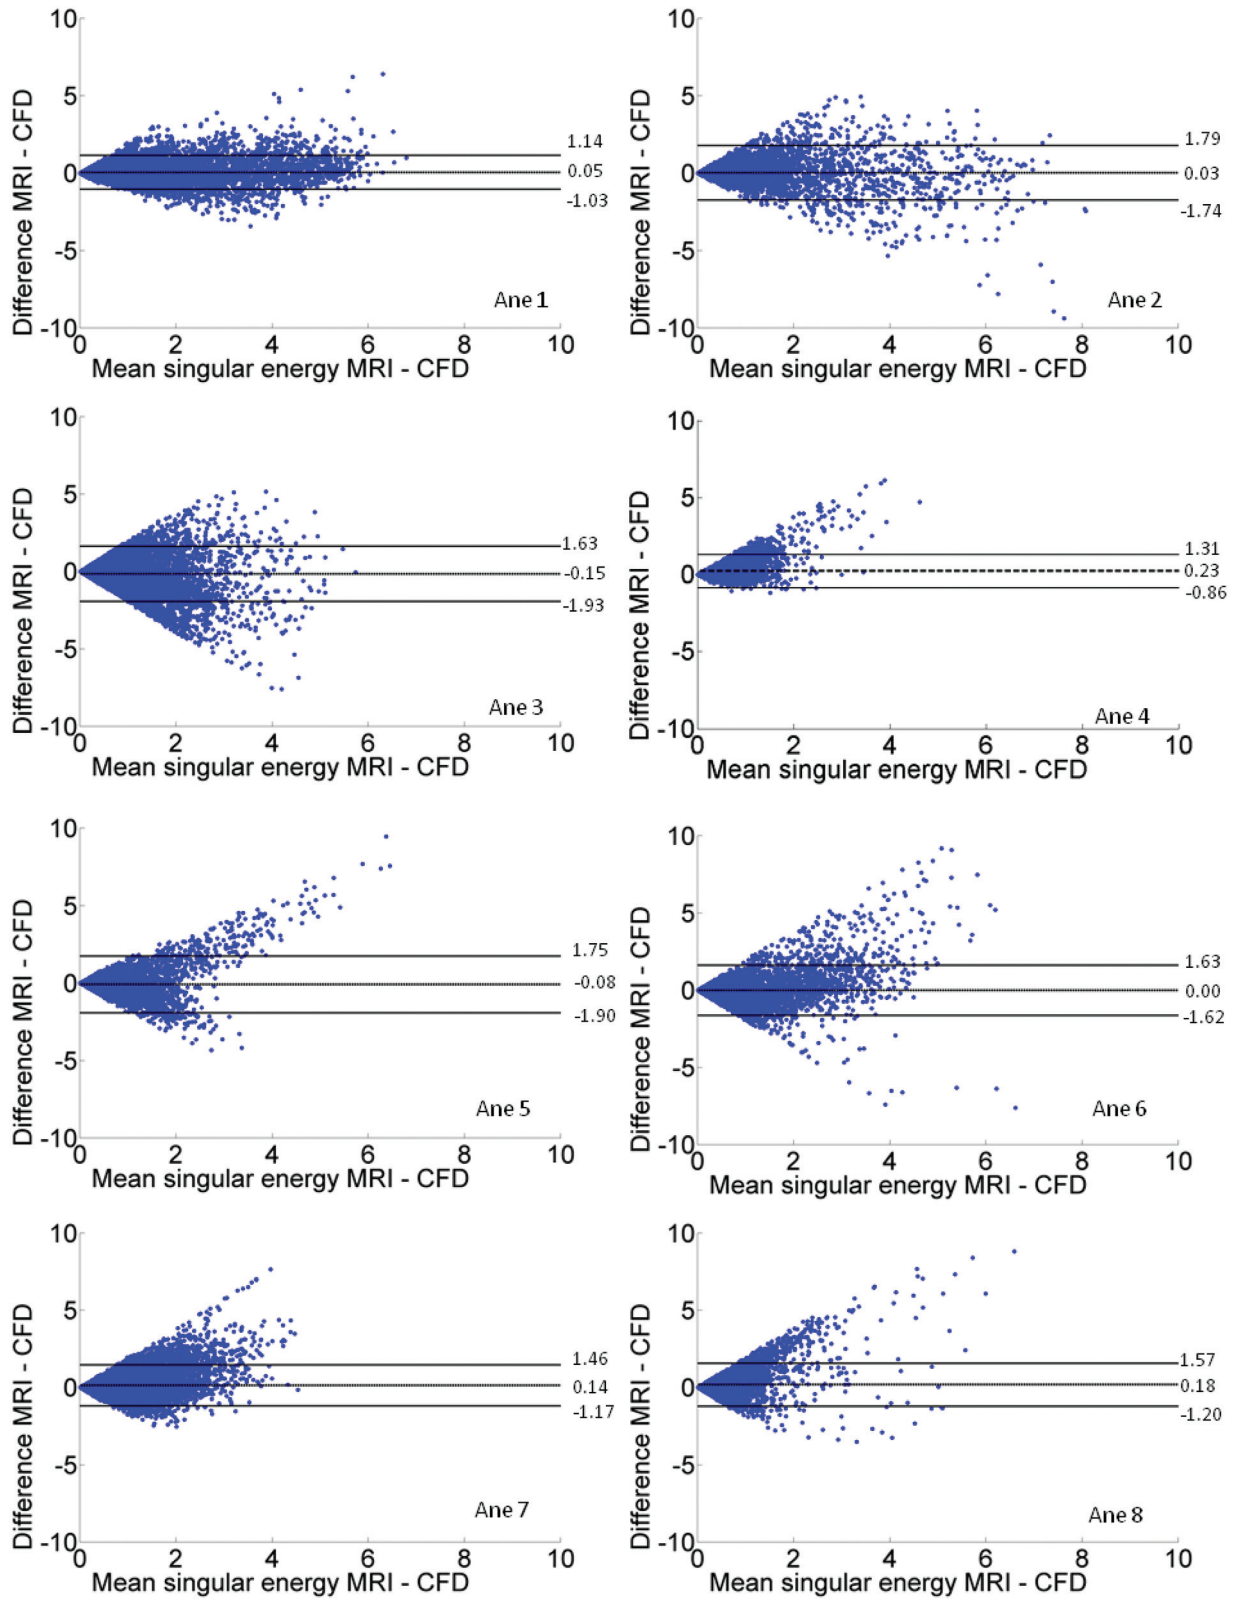 10
5
0
-5
-10
Difference MRI - CFD
1.14
0.05
-1.03
Ane 1
0 2 4 6 8 10
Mean singular energy MRI - CFD
10
5
0
-5
-10
Difference MRI - CFD
1.79
0.03
-1.74
Ane 2
0 2 4 6 8 10
Mean singular energy MRI - CFD
10
5
0
-5
-10
Difference MRI - CFD
1.63
-0.15
-1.93
Ane 3
0 2 4 6 8 10
Mean singular energy MRI - CFD
10
5
0
-5
-10
Difference MRI - CFD
1.31
0.23
-0.86
Ane 4
0 2 4 6 8 10
Mean singular energy MRI - CFD
10
5
0
-5
-10
Difference MRI - CFD
1.75
-0.08
-1.90
Ane 5
0 2 4 6 8 10
Mean singular energy MRI - CFD
10
5
0
-5
-10
Difference MRI - CFD
1.63
0.00
-1.62
Ane 6
0 2 4 6 8 10
Mean singular energy MRI - CFD
10
5
0
-5
-10
Difference MRI - CFD
1.46
0.14
-1.17
Ane 7
0 2 4 6 8 10
Mean singular energy MRI - CFD
10
5
0
-5
-10
Difference MRI - CFD
1.57
0.18
-1.20
Ane 8
0 2 4 6 8 10
Mean singular energy MRI - CFD